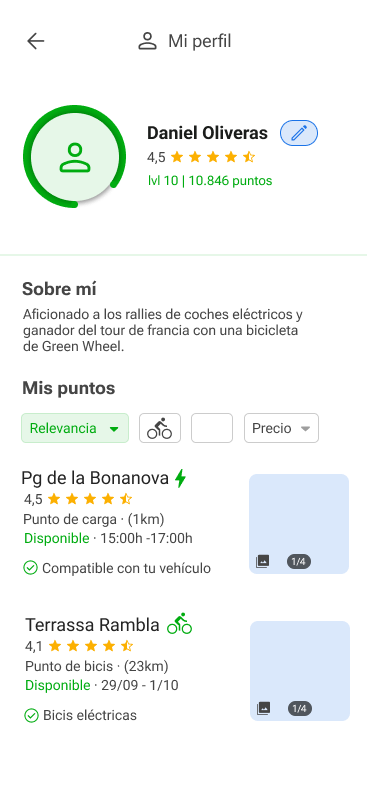 Mi perfil
Daniel Oliveras
4,5
lvl 10 | 10.846 puntos
Sobre mí
Aficionado a los rallies de coches eléctricos y
ganador del tour de francia con una bicicleta
de Green Wheel.
Mis puntos
Relevancia
Precio
Pg de la Bonanova
4,5
Punto de carga · (1km)
Disponible · 15:00h -17:00h
Compatible con tu vehículo
1/4
Terrassa Rambla
4,1
Punto de bicis · (23km)
Disponible · 29/09 - 1/10
Bicis eléctricas
1/4